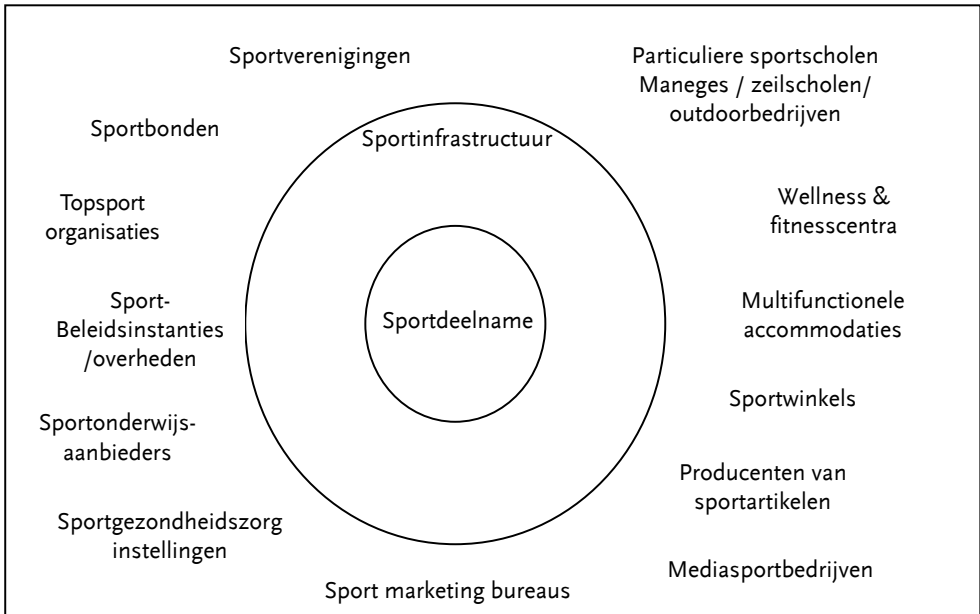 Sportverenigingen
Particuliere sportscholen
Maneges / zeilscholen/
outdoorbedrijven
Sportbonden
Sportinfrastructuur
Topsport
organisaties
Wellness &
fitnesscentra
Sport-
Beleidsinstanties
/overheden
Sportdeelname
Multifunctionele
accommodaties
Sportwinkels
Sportonderwijs-
aanbieders
Producenten van
sportartikelen
Sportgezondheidszorg
instellingen
Mediasportbedrijven
Sport marketing bureaus